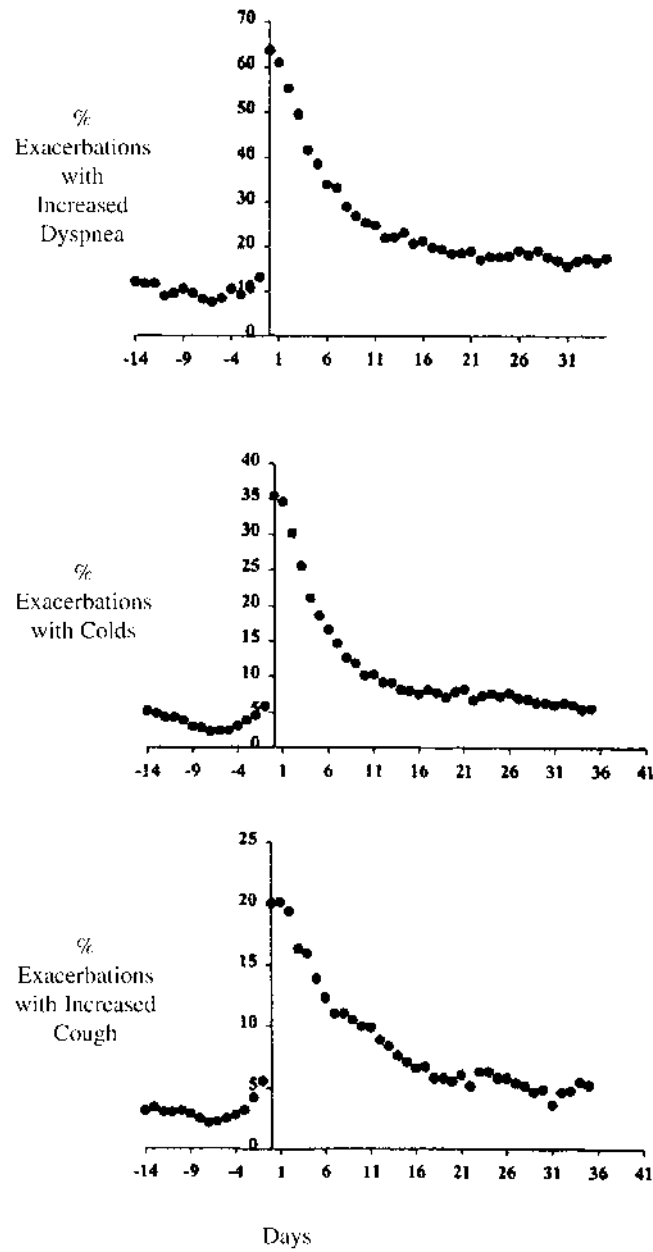 70
60
50
40
30
20
10
0
%
Exacerbations
with
Increased
Dyspnea
-14 -9 -4 1 6 11 16 21 26 31
40
35
30
25
20
15
10
5
0
%
Exacerbations
with Colds
-14 -9 -4 1 6 11 16 21 26 31 36 41
25
20
15
10
5
0
%
Exacerbations
with Increased
Cough
-14 -9 -4 1 6 11 16 21 26 31 36 41
Days